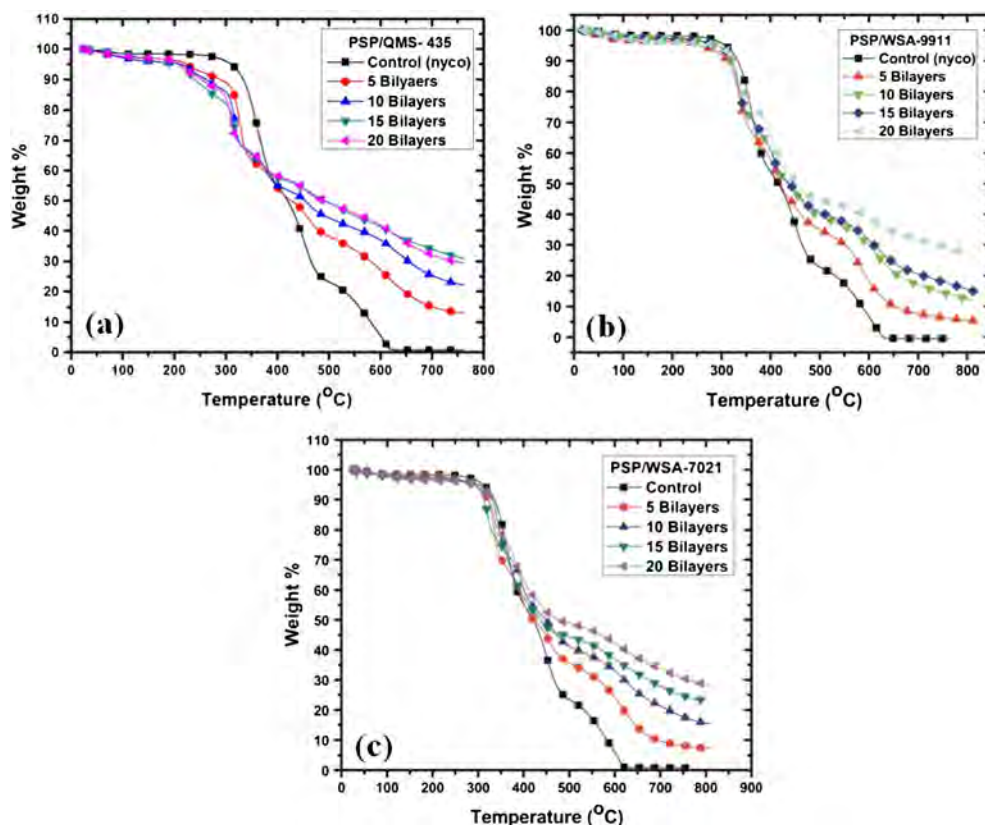 110
100
90
80
70
60
50
40
30
20
10
0
Weight %
PSP/QMS- 435
Control (nyco)
5 Bilyaers
10 Bilayers
15 Bilayers
20 Bilayers
(a)
0 100 200 300 400 500 600 700 800
Temperature (OC)
100
90
80
70
60
50
40
30
20
10
0
Weight %
PSP/WSA-9911
Control (nyco)
5 Bilayers
10 Bilayers
15 Bilayers
20 Bilayers
(b)
0 100 200 300 400 500 600 700 800
Temperature (OC)
110
100
90
80
70
60
50
40
30
20
10
0
Weight %
PSP/WSA-7021
Control
5 Bilayers
10 Bilayers
15 Bilayers
20 Bilayers
(c)
0 100 200 300 400 500 600 700 800 900
Temperature (OC)